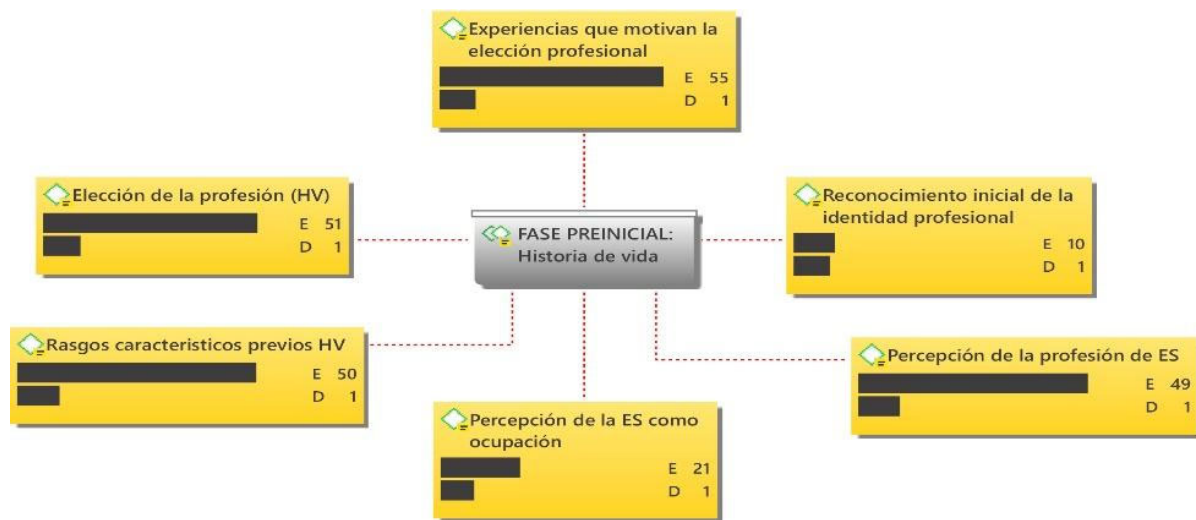 Experiencias que motivan la
elección profesional
E 55
D 1
Elección de la profesión (HV)
E 51
D 1
FASE PREINICIAL:
Historia de vida
Reconocimiento inicial de la
identidad profesional
E 10
D 1
Rasgos caracteristicos previos HV
E 50
D 1
Percepción de la profesión de ES
E 49
D 1
Percepción de la ES como
ocupación
E 21
D 1